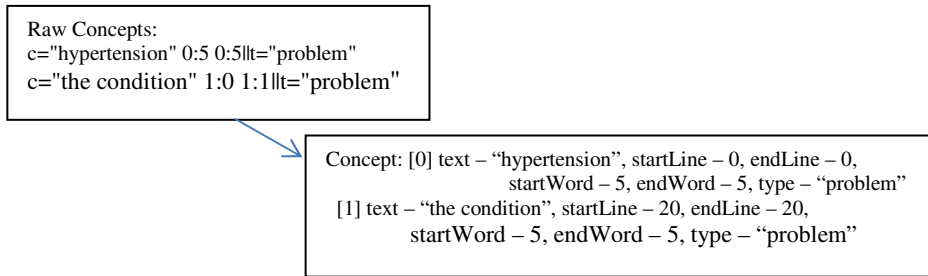 Raw Concepts:
c="hypertension" 0:5 0:5||t="problem"
c="the condition" 1:0 1:1||t="problem"
Concept: [0] text – “hypertension”, startLine – 0, endLine – 0,
startWord – 5, endWord – 5, type – “problem”
[1] text – “the condition”, startLine – 20, endLine – 20,
startWord – 5, endWord – 5, type – “problem”